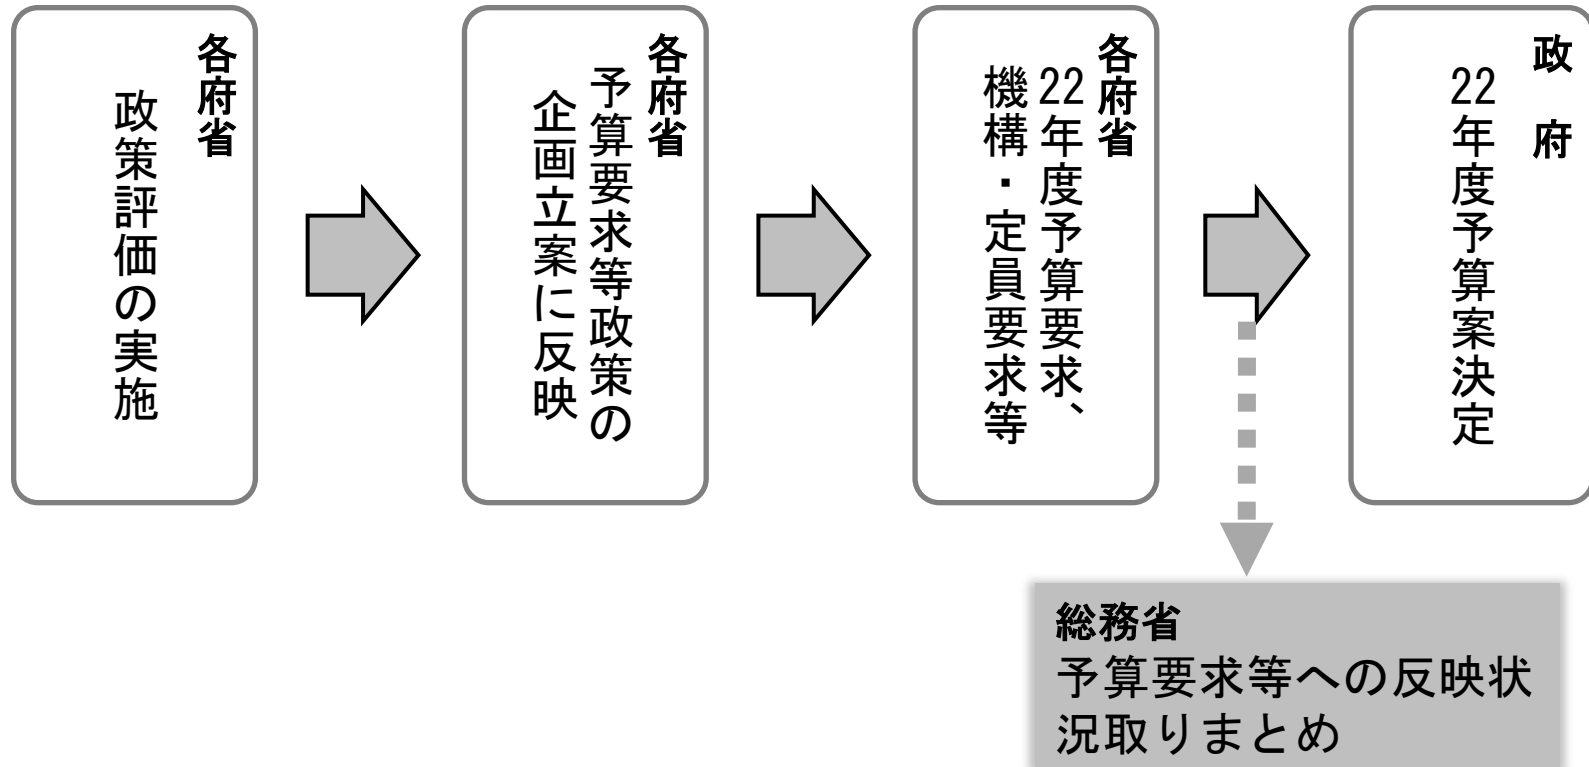 各府省
政策評価の実施
各府省
予算要求等政策の
企画立案に反映
各府省
22年度予算要求、
機構・定員要求等
政 府
22年度予算案決定
総務省
予算要求等への反映状
況取りまとめ